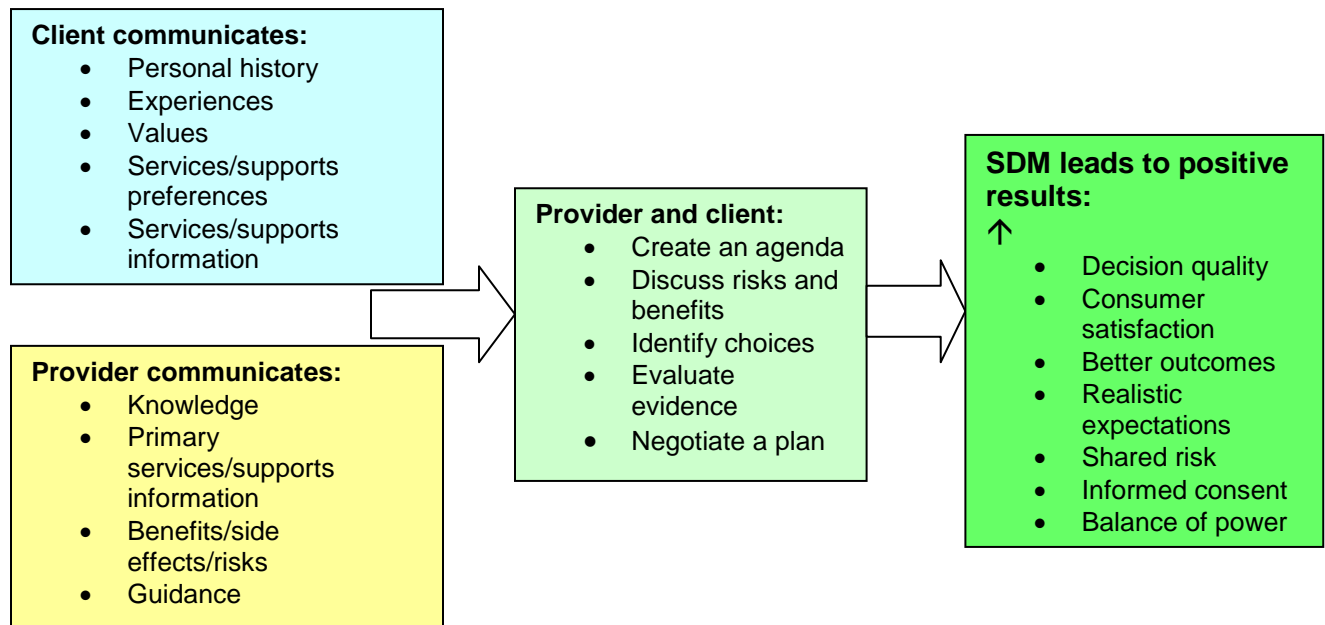 Client communicates:
• Personal history
• Experiences
• Values
• Services/supports
preferences
• Services/supports
information
Provider communicates:
• Knowledge
• Primary
services/supports
information
• Benefits/side
effects/risks
• Guidance
Provider and client:
• Create an agenda
• Discuss risks and
benefits
• Identify choices
• Evaluate
evidence
• Negotiate a plan
SDM leads to positive
results:
↑
• Decision quality
• Consumer
satisfaction
• Better outcomes
• Realistic
expectations
• Shared risk
• Informed consent
• Balance of power